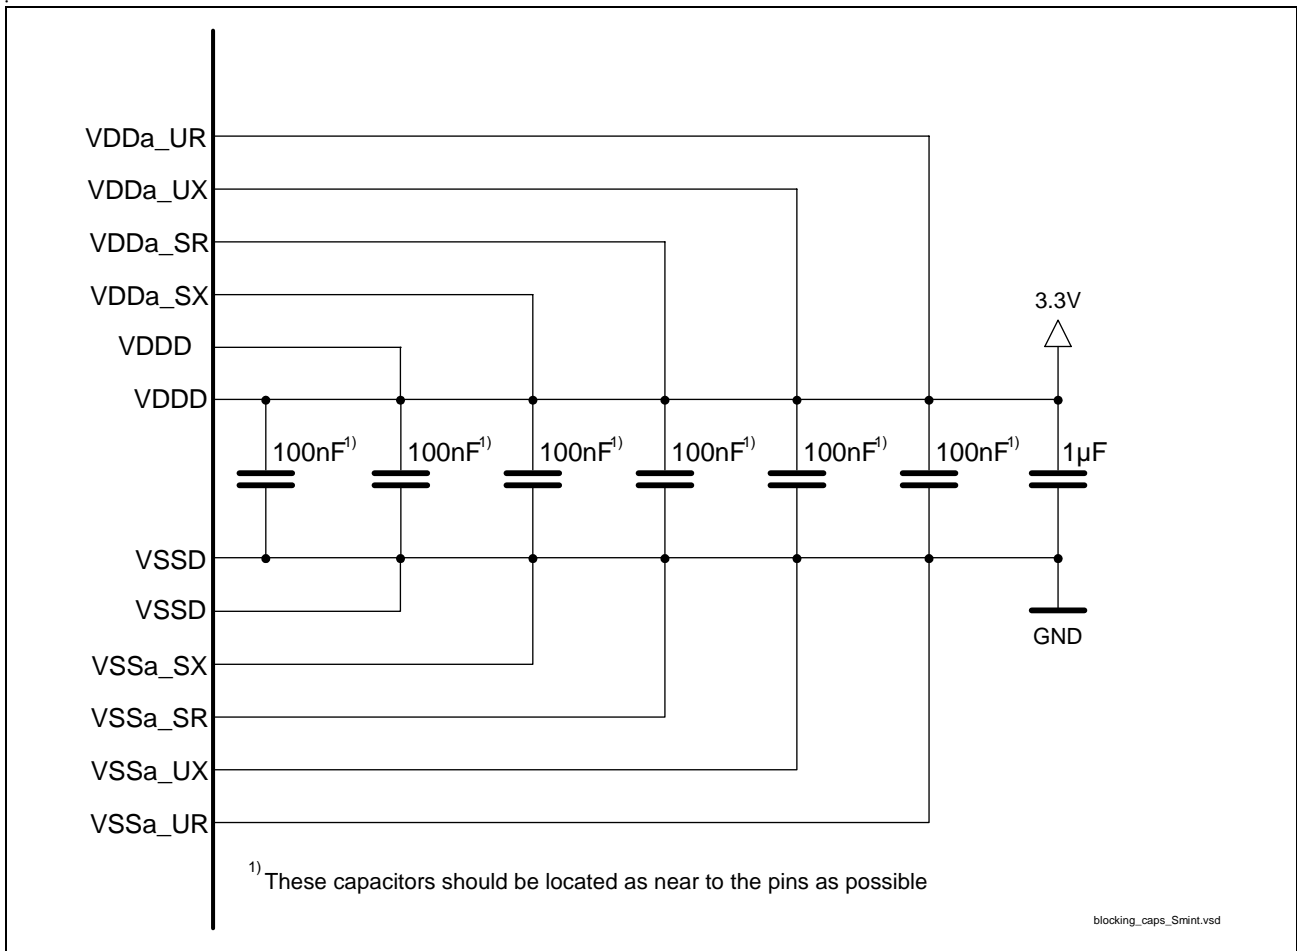 VDDa_UR
VDDa_UX
VDDa_SR
VDDa_SX
3.3V
VDDD
VDDD
100nF1) 100nF1) 100nF1) 100nF1) 100nF1) 100nF1) 1µF
VSSD
VSSD
GND
VSSa_SX
VSSa_SR
VSSa_UX
VSSa_UR
1) These capacitors should be located as near to the pins as possible
blocking_caps_Smint.vsd